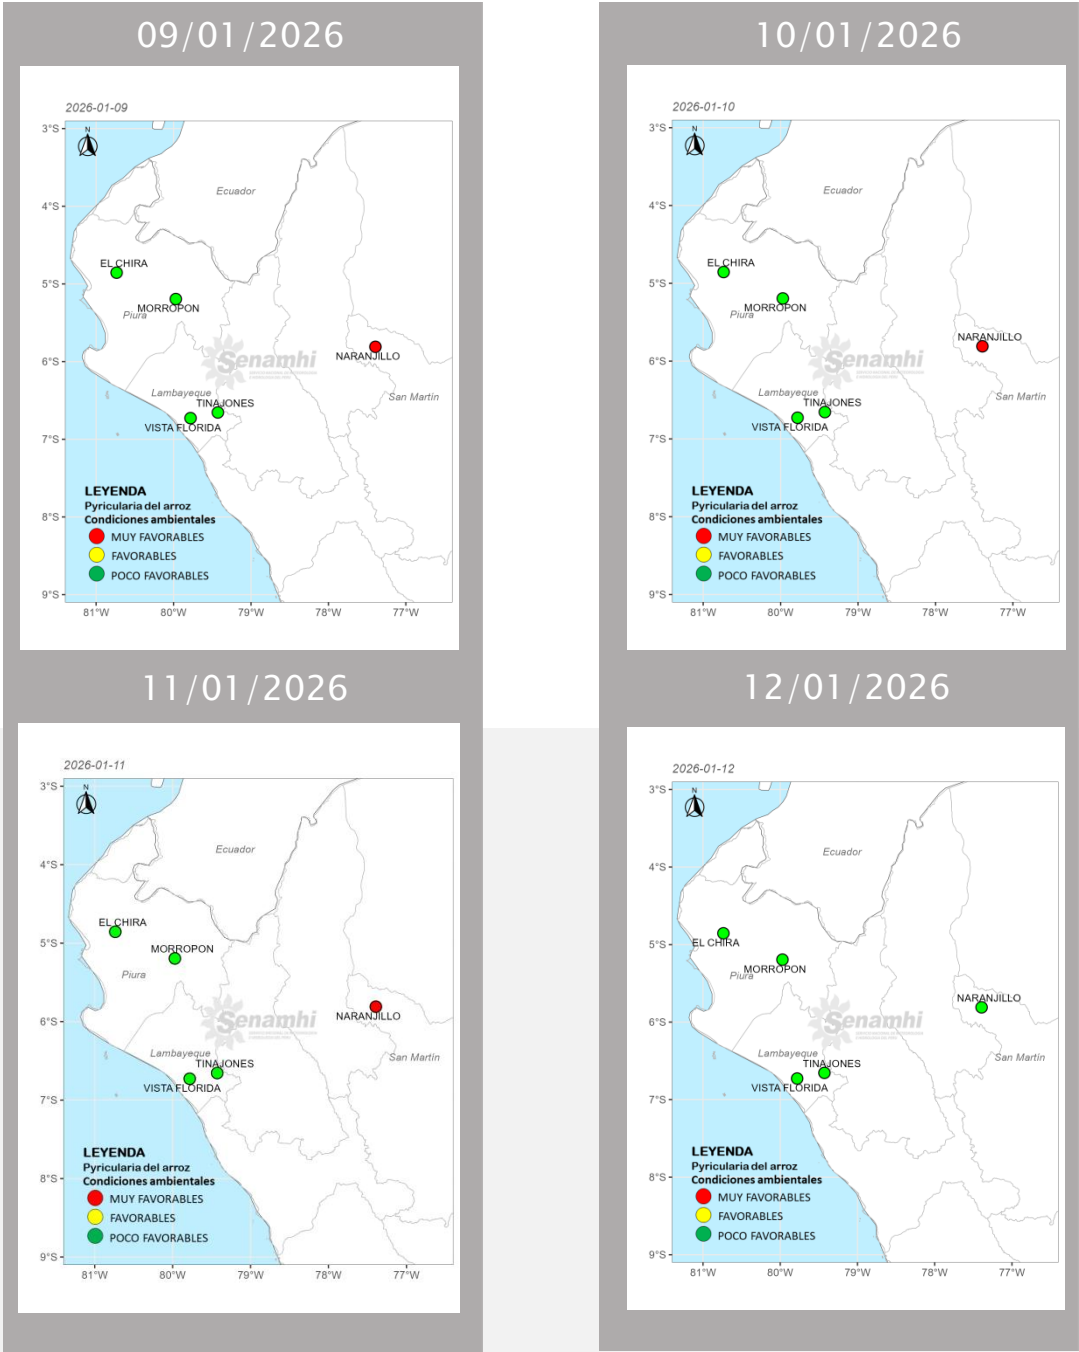 09/01/2026
2026-01-09
N
3°S
4°S
5°S
6°S
7°S
8°S
9°S
Ecuador
EL CHIRA
MORROPON
Piura
NARANJILLO
Senamhi
Lambayeque
San Martín
TINAJONES
VISTA FLORIDA
LEYENDA
Pyricularia del arroz
Condiciones ambientales
MUY FAVORABLES
FAVORABLES
POCO FAVORABLES
81°W
80°W
79°W
78°W
77°W
10/01/2026
2026-01-10
N
3°S
4°S
5°S
6°S
7°S
8°S
9°S
Ecuador
EL CHIRA
MORROPON
Piura
NARANJILLO
Senamhi
Lambayeque
San Martín
TINAJONES
VISTA FLORIDA
LEYENDA
Pyricularia del arroz
Condiciones ambientales
MUY FAVORABLES
FAVORABLES
POCO FAVORABLES
81°W
80°W
79°W
78°W
77°W
11/01/2026
2026-01-11
N
3°S
4°S
5°S
6°S
7°S
8°S
9°S
Ecuador
EL CHIRA
MORROPON
Piura
NARANJILLO
Senamhi
Lambayeque
San Martín
TINAJONES
VISTA FLORIDA
LEYENDA
Pyricularia del arroz
Condiciones ambientales
MUY FAVORABLES
FAVORABLES
POCO FAVORABLES
81°W
80°W
79°W
78°W
77°W
12/01/2026
2026-01-12
N
3°S
4°S
5°S
6°S
7°S
8°S
9°S
Ecuador
EL CHIRA
MORROPON
Piura
NARANJILLO
Senamhi
Lambayeque
San Martín
TINAJONES
VISTA FLORIDA
LEYENDA
Pyricularia del arroz
Condiciones ambientales
MUY FAVORABLES
FAVORABLES
POCO FAVORABLES
81°W
80°W
79°W
78°W
77°W